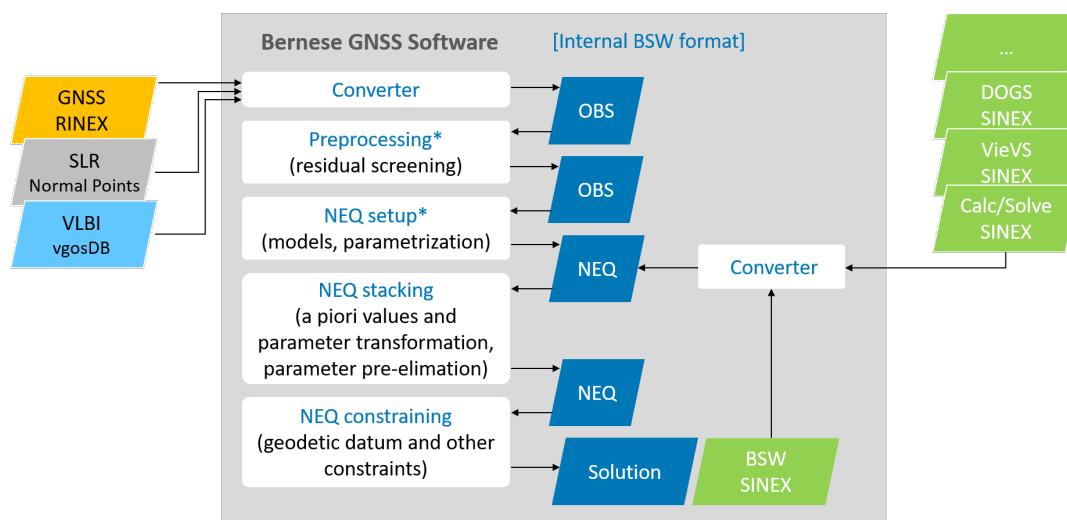 Bernese GNSS Software
[Internal BSW format]
GNSS
RINEX
SLR
Normal Points
VLBI
vgosDB
Converter
OBS
Preprocessing*
(residual screening)
OBS
NEQ setup*
(models, parametrization)
NEQ
NEQ stacking
(a piori values and
parameter transformation,
parameter pre-elimation)
NEQ
NEQ constraining
(geodetic datum and other
constraints)
Solution
BSW
SINEX
Converter
...
DOGS
SINEX
VieVS
SINEX
Calc/Solve
SINEX